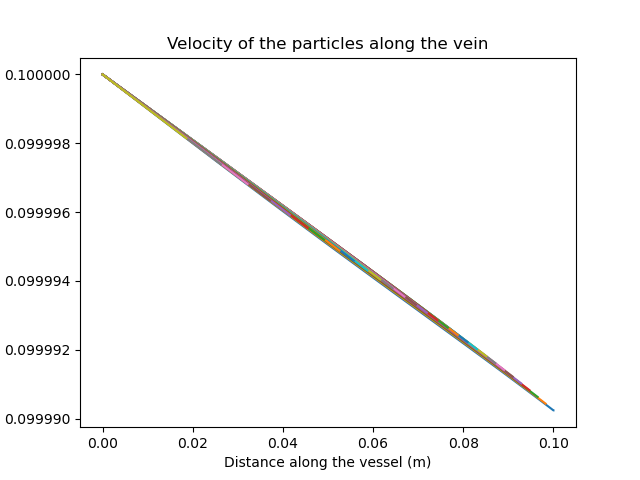 Velocity of the particles along the vein
0.100000
0.099998
0.099996
0.099994
0.099992
0.099990
0.00 0.02 0.04 0.06 0.08 0.10
Distance along the vessel (m)